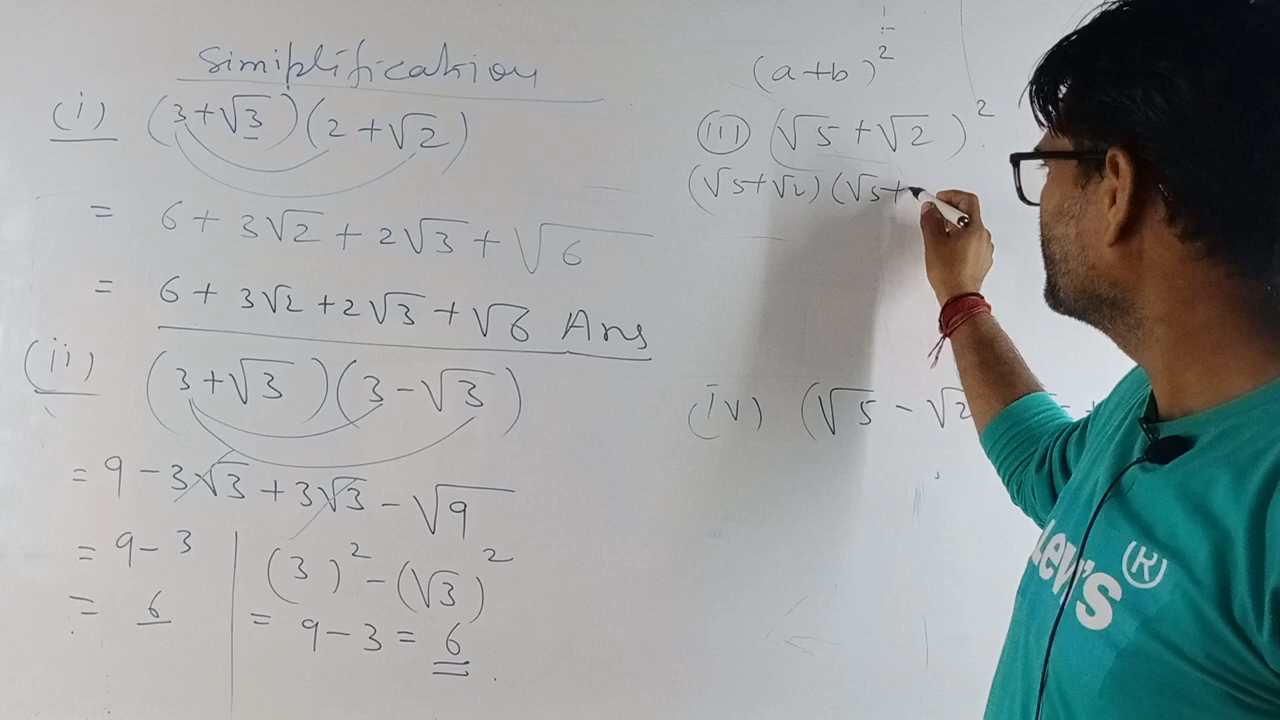 Simiplification
(i) (3+√3)(2+√2)
= 6+3√2+2√3+√6
= 6+3√2+2√3+√6 Ans
(ii) (3+√3)(3-√3)
= 9-3√3+3√3-√9
= 9-3
= 6
(3)²-(√3)²
= 9-3 = 6
(a+b)²
(iii) (√5+√2)²
(√5+√2)(√5+
(iv) (√5-√2
Levi's ®